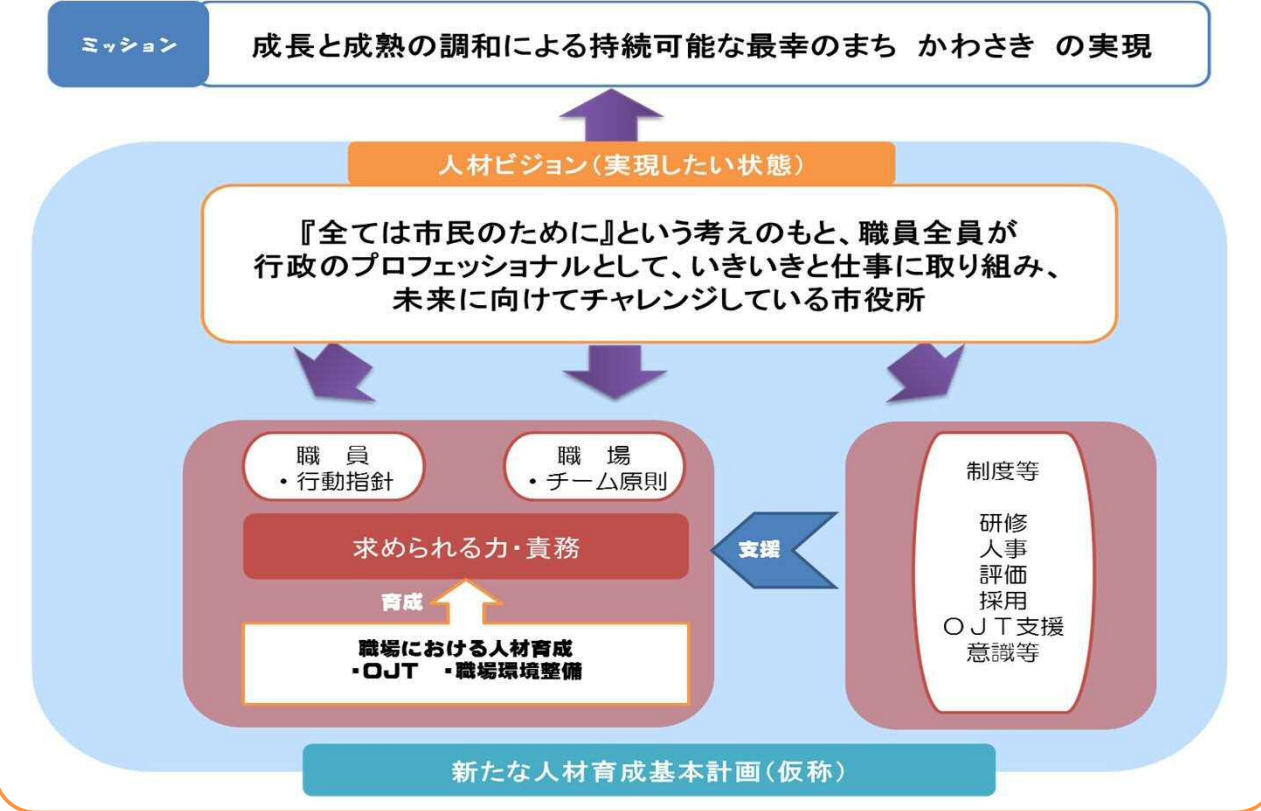 ミッション
成長と成熟の調和による持続可能な最幸のまち　かわさき　の実現
人材ビジョン（実現したい状態）
『全ては市民のために』という考えのもと、職員全員が
行政のプロフェッショナルとして、いきいきと仕事に取り組み、
未来に向けてチャレンジしている市役所
職　員
・行動指針
職　場
・チーム原則
求められる力・責務
育成
職場における人材育成
・OJT　・職場環境整備
支援
制度等
研修
人事
評価
採用
ＯＪＴ支援
意識等
新たな人材育成基本計画（仮称）